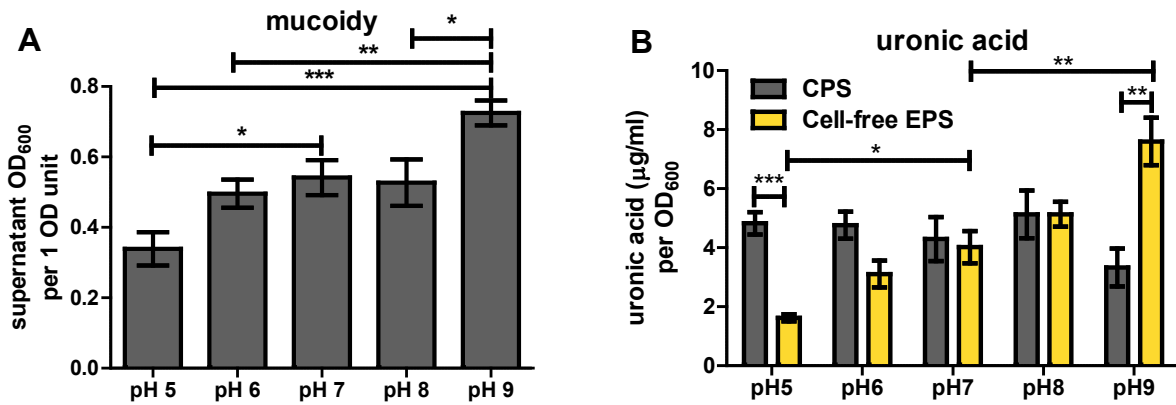 A
mucoidy
*
**
***
*
supernatant OD600
per 1 OD unit
0.8
0.6
0.4
0.2
0.0
pH 5 pH 6 pH 7 pH 8 pH 9
B
uronic acid
**
CPS
Cell-free EPS
**
*
***
uronic acid (μg/ml)
per OD600
10
8
6
4
2
0
pH5 pH6 pH7 pH8 pH9